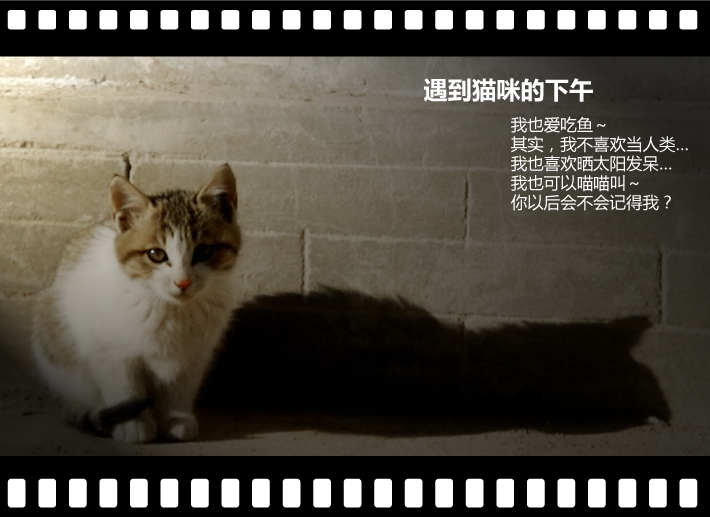 遇到猫咪的下午
我也爱吃鱼～
其实，我不喜欢当人类...
我也喜欢晒太阳发呆...
我也可以喵喵叫～
你以后会不会记得我？